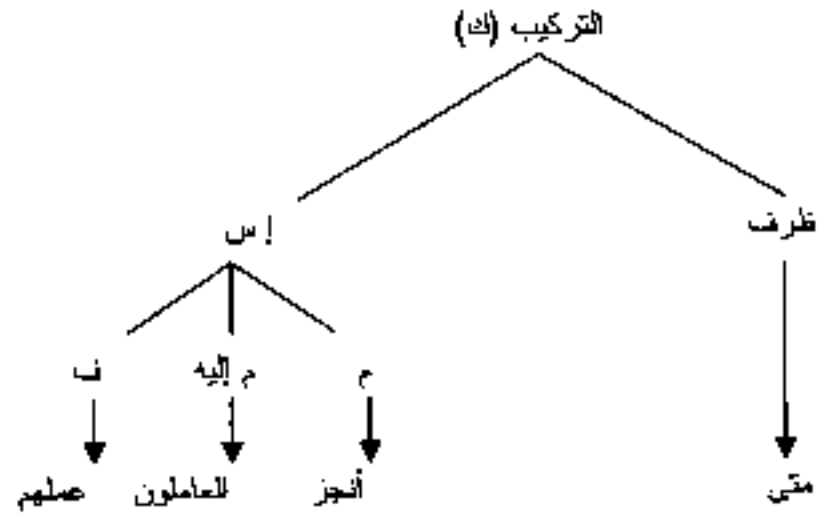 التركيب (ك)
ظرف إ س
م م إليه ف
متى أنجز العاملون عملهم